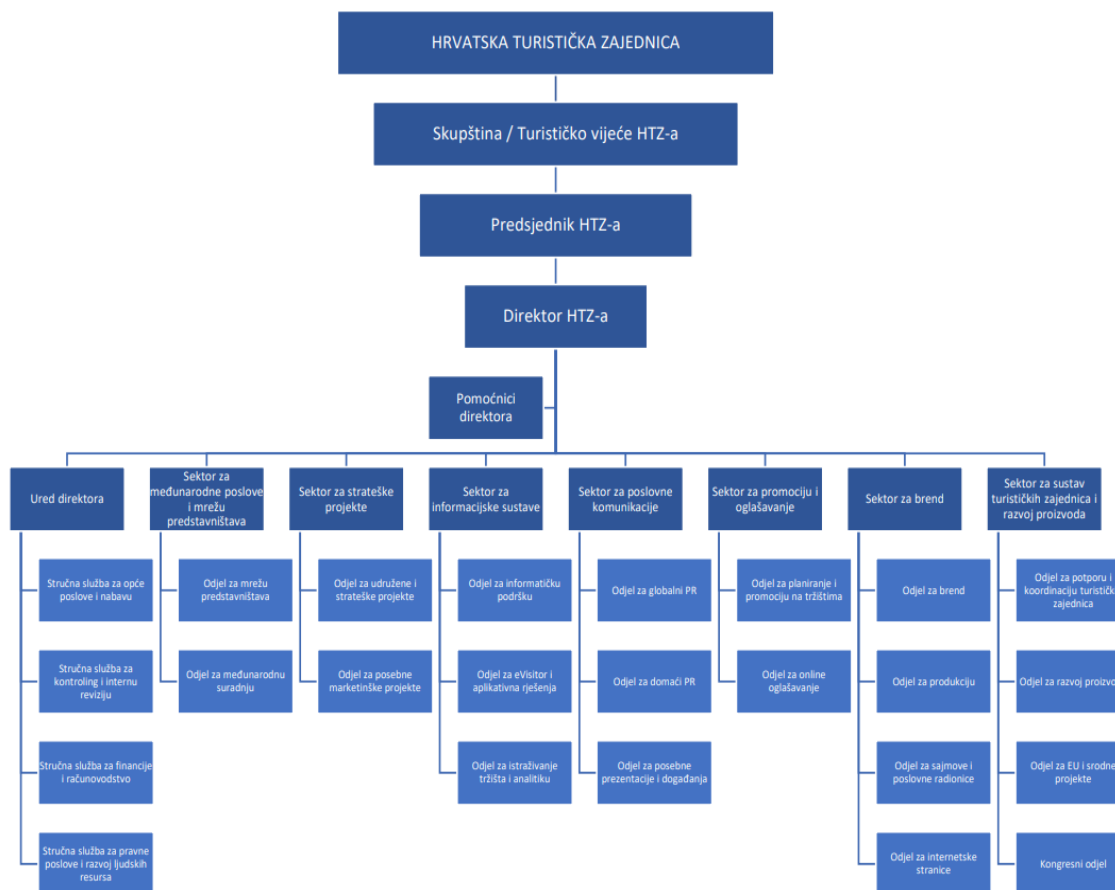 HRVATSKA TURISTIČKA ZAJEDNICA
Skupština / Turističko vijeće HTZ-a
Predsjednik HTZ-a
Direktor HTZ-a
Pomoćnici
direktora
Ured direktora
Sektor za
međunarodne poslove
i mrežu
predstavništava
Sektor za strateške
projekte
Sektor za
informacijske sustave
Sektor za poslovne
komunikacije
Sektor za promociju i
oglašavanje
Sektor za brend
Sektor za sustav
turističkih zajednica i
razvoj proizvoda
Stručna služba za opće
poslove i nabavu
Stručna služba za
kontroling i internu
reviziju
Stručna služba za financije
i računovodstvo
Stručna služba za pravne
poslove i razvoj ljudskih
resursa
Odjel za mrežu
predstavništava
Odjel za međunarodnu
suradnju
Odjel za udružene i
strateške projekte
Odjel za posebne
marketinške projekte
Odjel za informatičku
podršku
Odjel za eVisitor i
aplikativna rješenja
Odjel za istraživanje
tržišta i analitiku
Odjel za globalni PR
Odjel za domaći PR
Odjel za posebne
prezentacije i događanja
Odjel za planiranje i
promociju na tržištima
Odjel za online
oglašavanje
Odjel za brend
Odjel za produkciju
Odjel za sajmove i
poslovne radionice
Odjel za internetske
stranice
Odjel za potporu i
koordinaciju turističk
zajednica
Odjel za razvoj proizvo
Odjel za EU i srodne
projekte
Kongresni odjel